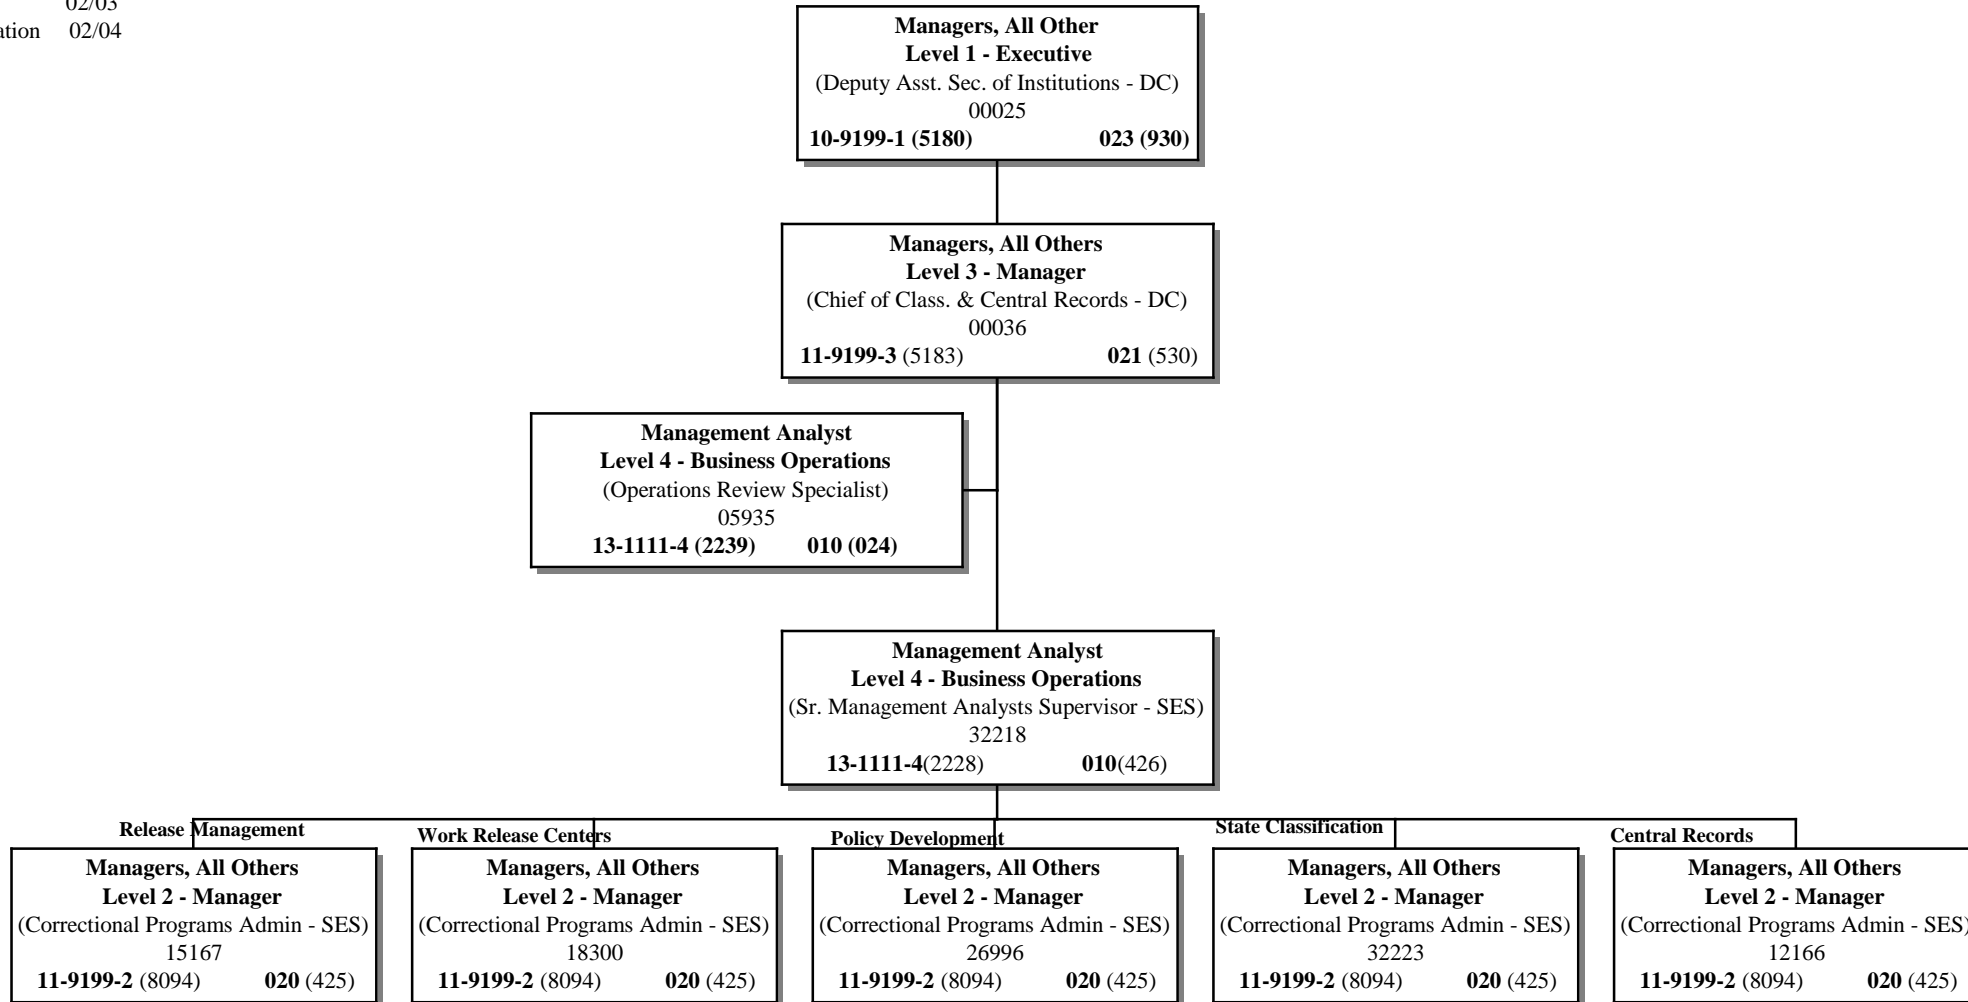 02/03
ation 02/04
Managers, All Other
Level 1 - Executive
(Deputy Asst. Sec. of Institutions - DC)
00025
10-9199-1 (5180) 023 (930)
Managers, All Others
Level 3 - Manager
(Chief of Class. & Central Records - DC)
00036
11-9199-3 (5183) 021 (530)
Management Analyst
Level 4 - Business Operations
(Operations Review Specialist)
05935
13-1111-4 (2239) 010 (024)
Management Analyst
Level 4 - Business Operations
(Sr. Management Analysts Supervisor - SES)
32218
13-1111-4(2228) 010(426)
Release Management
Managers, All Others
Level 2 - Manager
(Correctional Programs Admin - SES)
15167
11-9199-2 (8094) 020 (425)
Work Release Centers
Managers, All Others
Level 2 - Manager
(Correctional Programs Admin - SES)
18300
11-9199-2 (8094) 020 (425)
Policy Development
Managers, All Others
Level 2 - Manager
(Correctional Programs Admin - SES)
26996
11-9199-2 (8094) 020 (425)
State Classification
Managers, All Others
Level 2 - Manager
(Correctional Programs Admin - SES)
32223
11-9199-2 (8094) 020 (425)
Central Records
Managers, All Others
Level 2 - Manager
(Correctional Programs Admin - SES)
12166
11-9199-2 (8094) 020 (425)